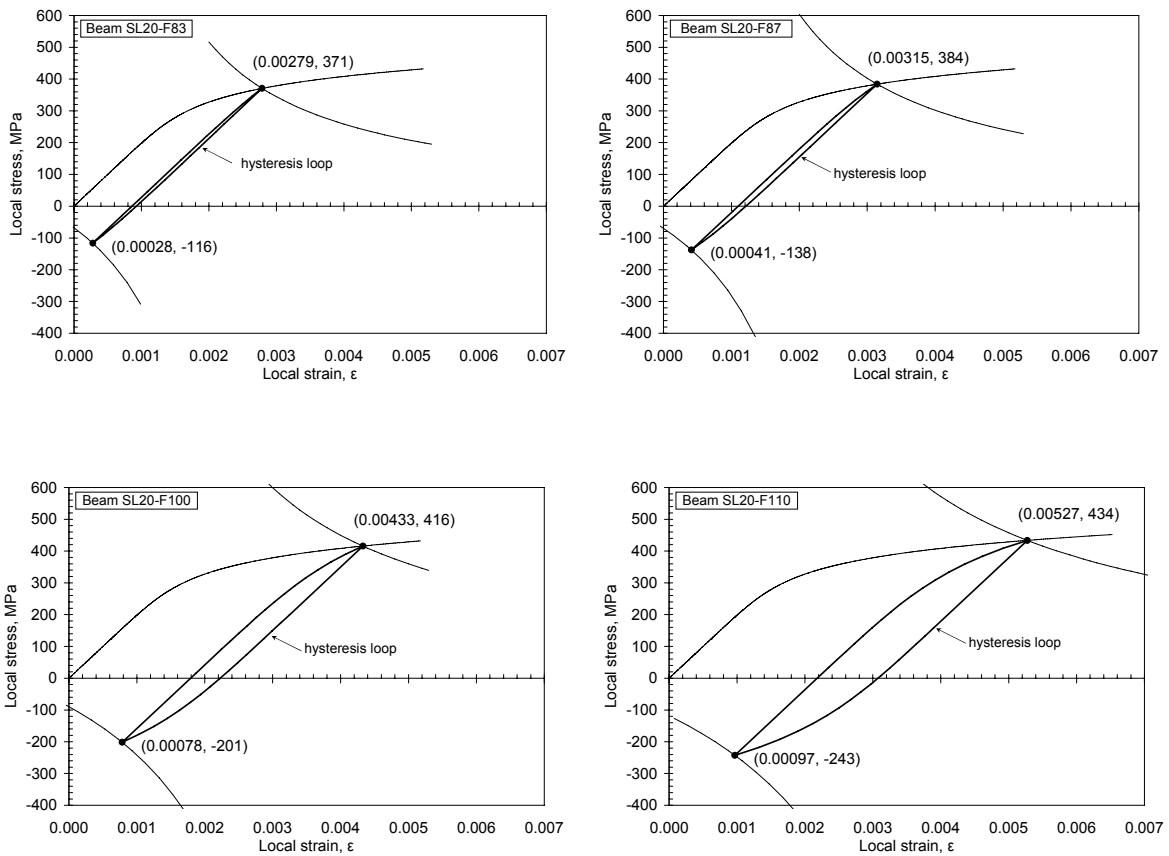 Beam SL20-F83
600
500
400
300
200
100
0
-100
-200
-300
-400
Local stress, MPa
(0.00279, 371)
hysteresis loop
(0.00028, -116)
0.000 0.001 0.002 0.003 0.004 0.005 0.006 0.007
Local strain, ε
Beam SL20-F87
600
500
400
300
200
100
0
-100
-200
-300
-400
Local stress, MPa
(0.00315, 384)
hysteresis loop
(0.00041, -138)
0.000 0.001 0.002 0.003 0.004 0.005 0.006 0.007
Local strain, ε
Beam SL20-F100
600
500
400
300
200
100
0
-100
-200
-300
-400
Local stress, MPa
(0.00433, 416)
hysteresis loop
(0.00078, -201)
0.000 0.001 0.002 0.003 0.004 0.005 0.006 0.007
Local strain, ε
Beam SL20-F110
600
500
400
300
200
100
0
-100
-200
-300
-400
Local stress, MPa
(0.00527, 434)
hysteresis loop
(0.00097, -243)
0.000 0.001 0.002 0.003 0.004 0.005 0.006 0.007
Local strain, ε